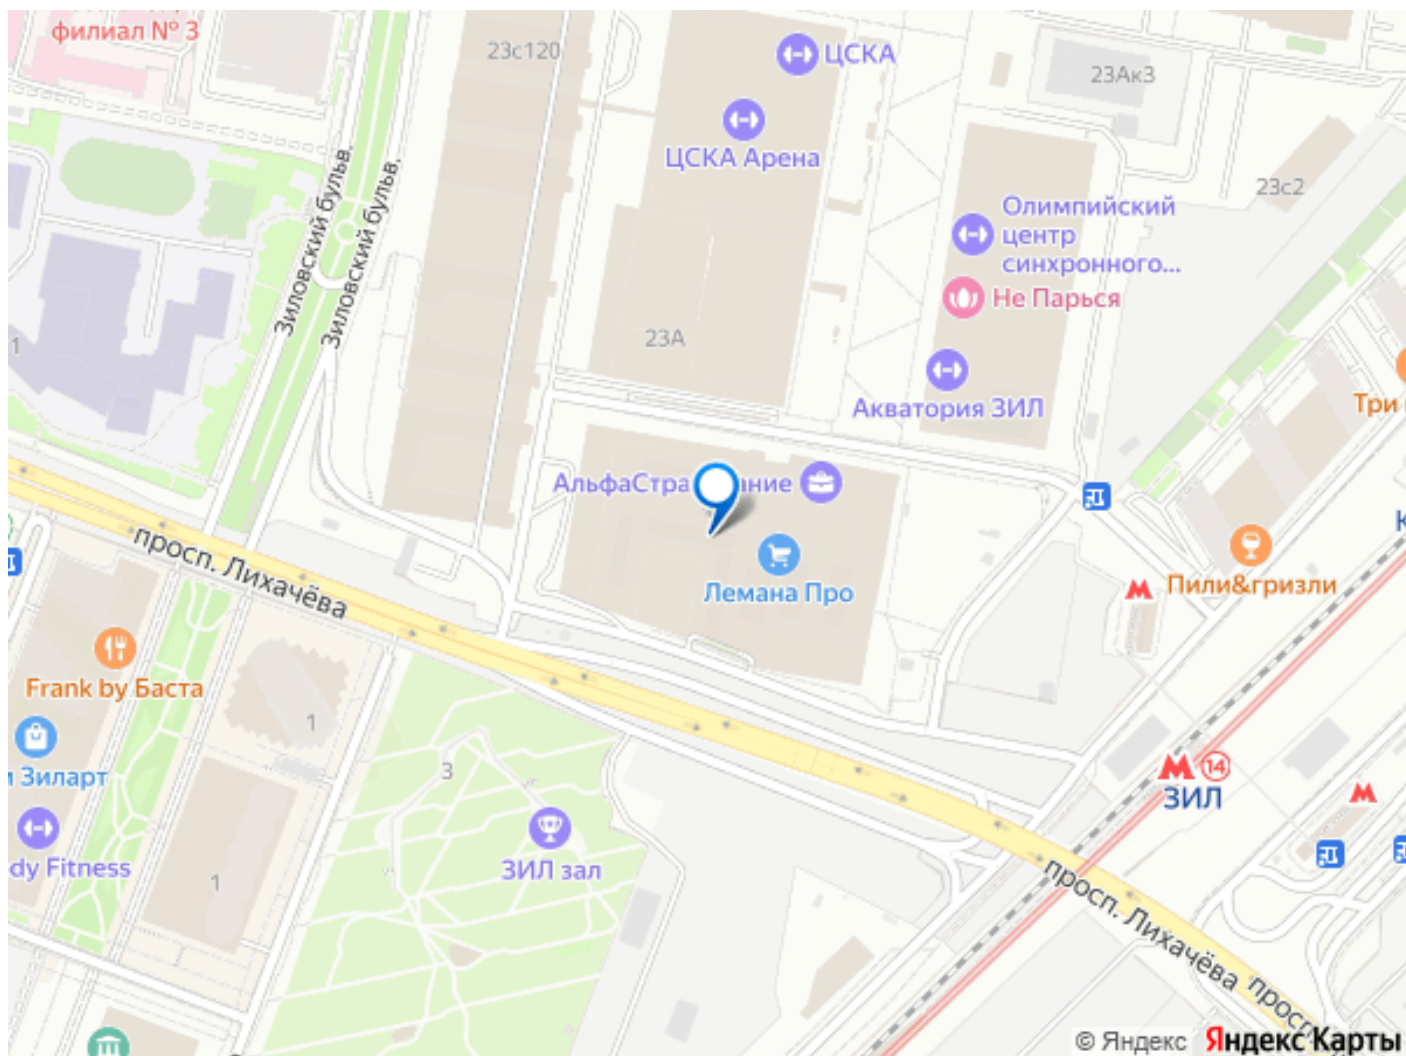 филиал № 3
23с120
ЦСКА
23Ак3
ЦСКА Арена
23с2
Зиловский бульв.
Зиловский бульв.
Олимпийский
центр
синхронного...
Не Парься
23А
1
Акватория ЗИЛ
Три
АльфаСтра
ание
К
просп. Лихачёва
Лемана Про
Пили&гризли
Frank by Баста
1
3
14
ЗИЛ
Зиларт
ЗИЛ зал
dy Fitness
1
просп. Лихачёва
просп.
© Яндекс Яндекс Карты